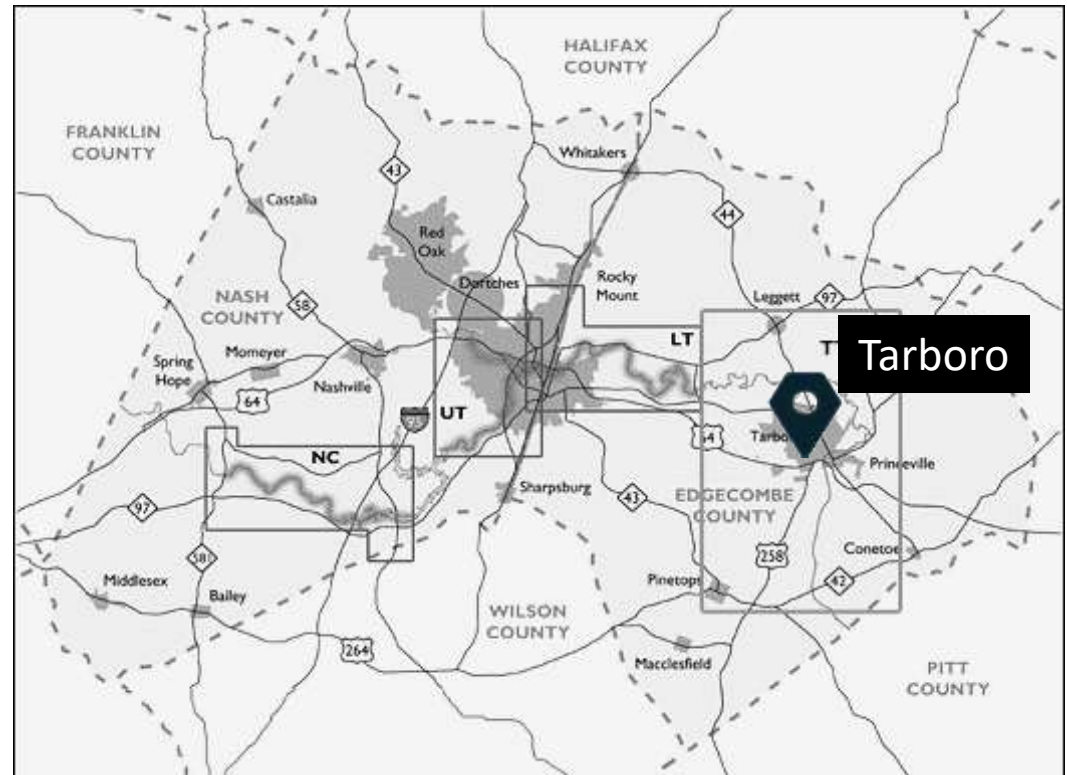 HALIFAX
COUNTY
FRANKLIN
COUNTY
Whitakers
43
Castalia
44
Red
Oak
Rocky
Mount
Dortches
NASH
COUNTY
58
Leggett
97
LT
Tarboro
Momeyer
Spring
Hope
Nashville
64
UT
64
NC
Princeville
Sharpsburg
43
EDGECOMBE
COUNTY
97
58
258
Conetoe
Middlesex
Bailey
Pinetops
42
WILSON
COUNTY
264
Macclesfield
PITT
COUNTY